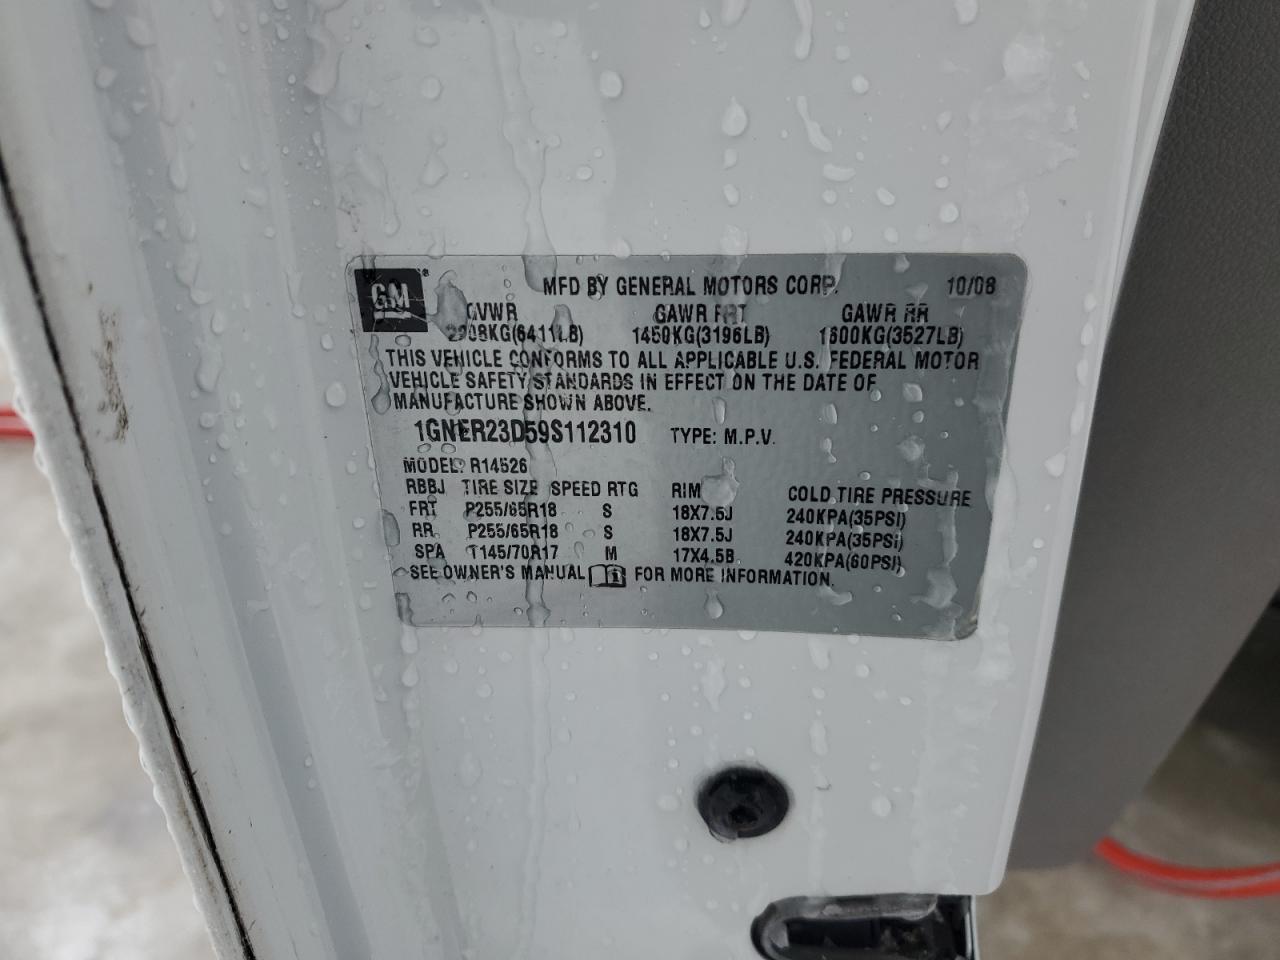 GM
MFD BY GENERAL MOTORS CORP. 10/08
GVWR GAWR FRT GAWR RR
2908KG(6411LB) 1450KG(3196LB) 1600KG(3527LB)
THIS VEHICLE CONFORMS TO ALL APPLICABLE U.S. FEDERAL MOTOR
VEHICLE SAFETY STANDARDS IN EFFECT ON THE DATE OF
MANUFACTURE SHOWN ABOVE.
1GNER23D59S112310 TYPE: M.P.V.
MODEL: R14526
RBBJ TIRE SIZE SPEED RTG RIM COLD TIRE PRESSURE
FRT P255/65R18 S 18X7.5J 240KPA(35PSI)
RR P255/65R18 S 18X7.5J 240KPA(35PSI)
SPA T145/70R17 M 17X4.5B 420KPA(60PSI)
SEE OWNER'S MANUAL FOR MORE INFORMATION.